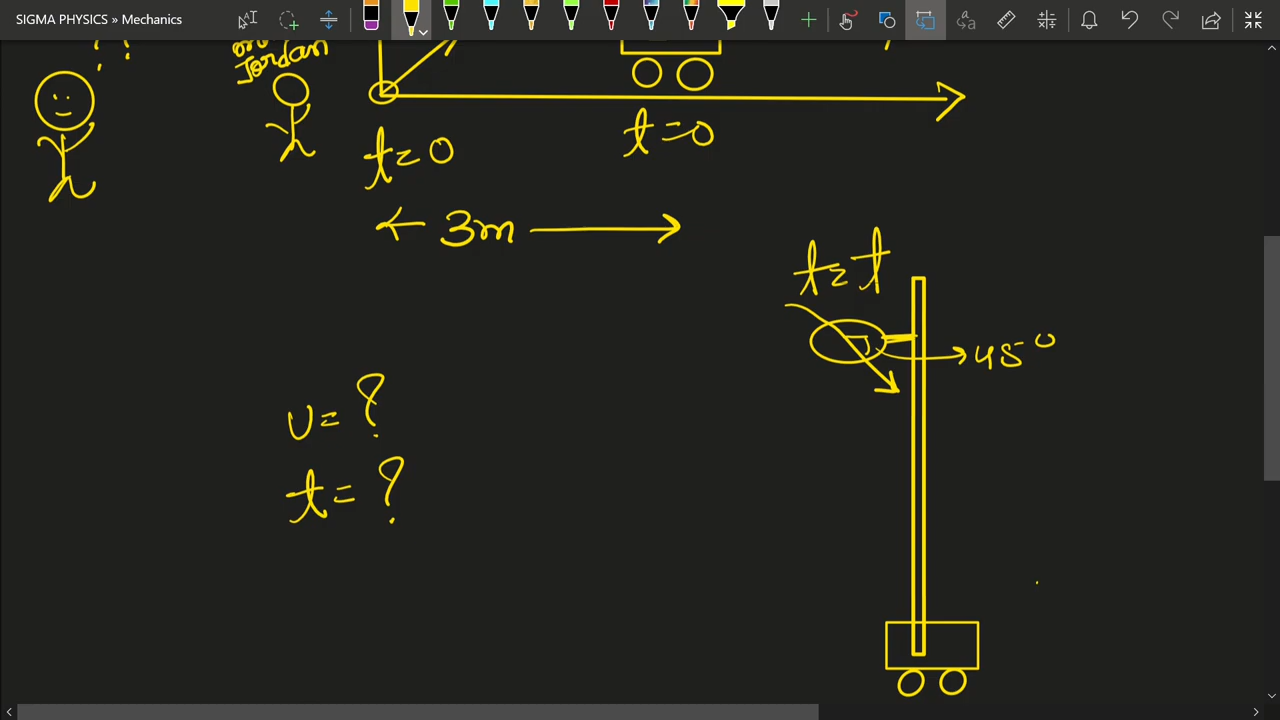 SIGMA PHYSICS » Mechanics
? ?
Jordan
t=0
t=0
3m
t=t
45°
u=?
t=?